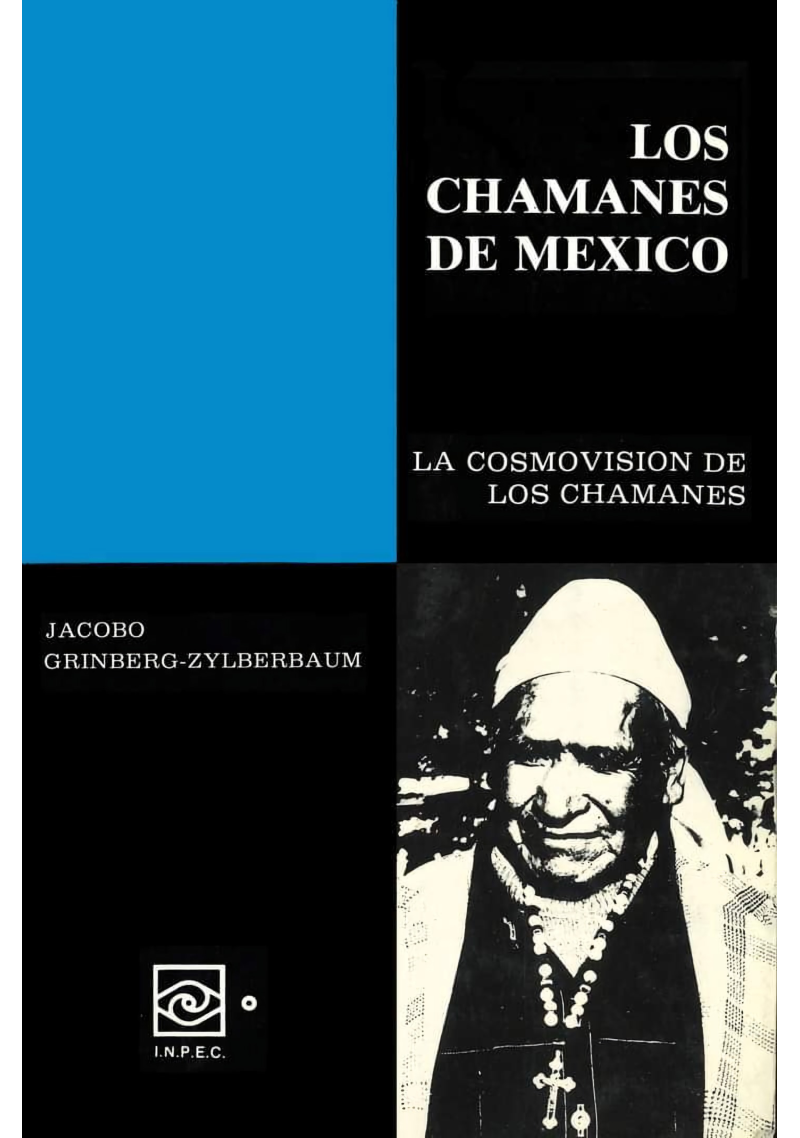 LOS
CHAMANES
DE MEXICO
LA COSMOVISION DE
LOS CHAMANES
JACOBO
GRINBERG-ZYLBERBAUM
I.N.P.E.C.